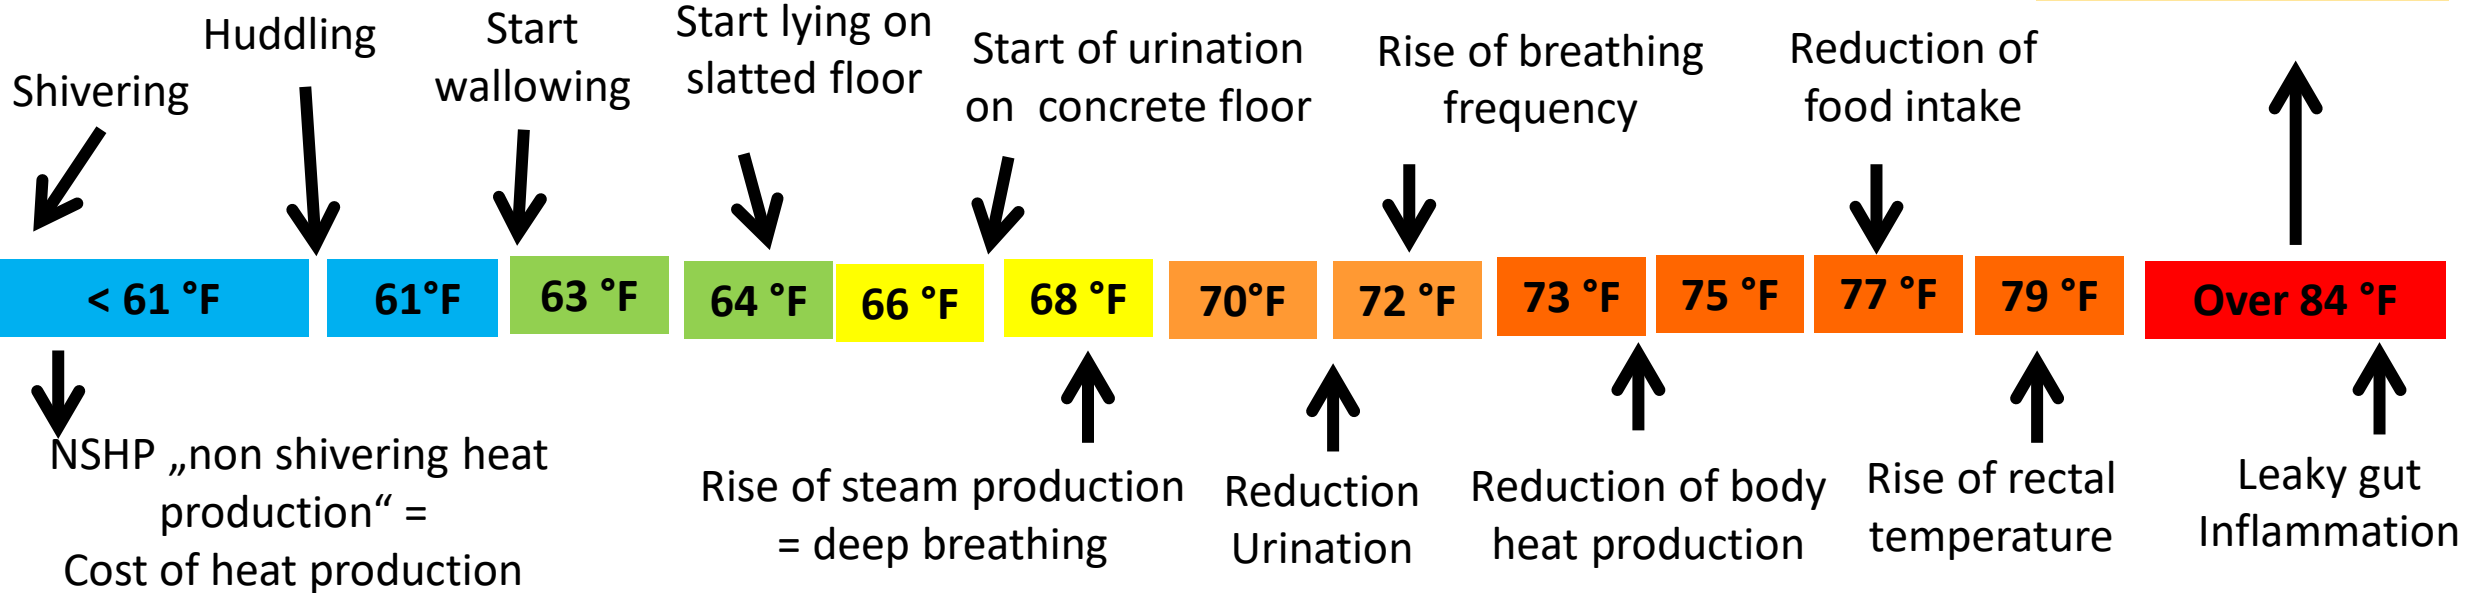 Shivering
Huddling
Start
wallowing
Start lying on
slatted floor
Start of urination
on concrete floor
Rise of breathing
frequency
Reduction of
food intake
< 61 °F
61°F
63 °F
64 °F
66 °F
68 °F
70°F
72 °F
73 °F
75 °F
77 °F
79 °F
Over 84 °F
NSHP „non shivering heat
production“ =
Cost of heat production
Rise of steam production
= deep breathing
Reduction
Urination
Reduction of body
heat production
Rise of rectal
temperature
Leaky gut
Inflammation